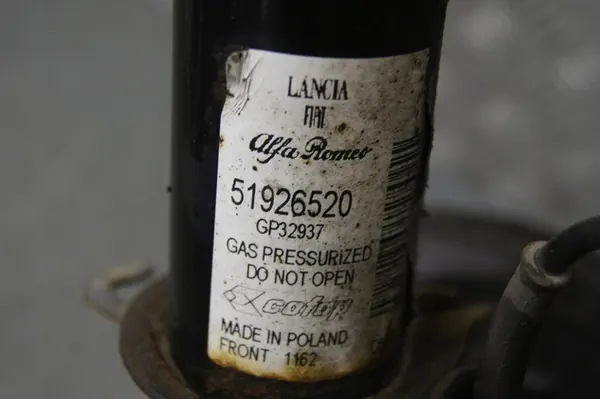 LANCIA
FIAT
Alfa Romeo
51926520
GP32937
GAS PRESSURIZED
DO NOT OPEN
MADE IN POLAND
FRONT 1162